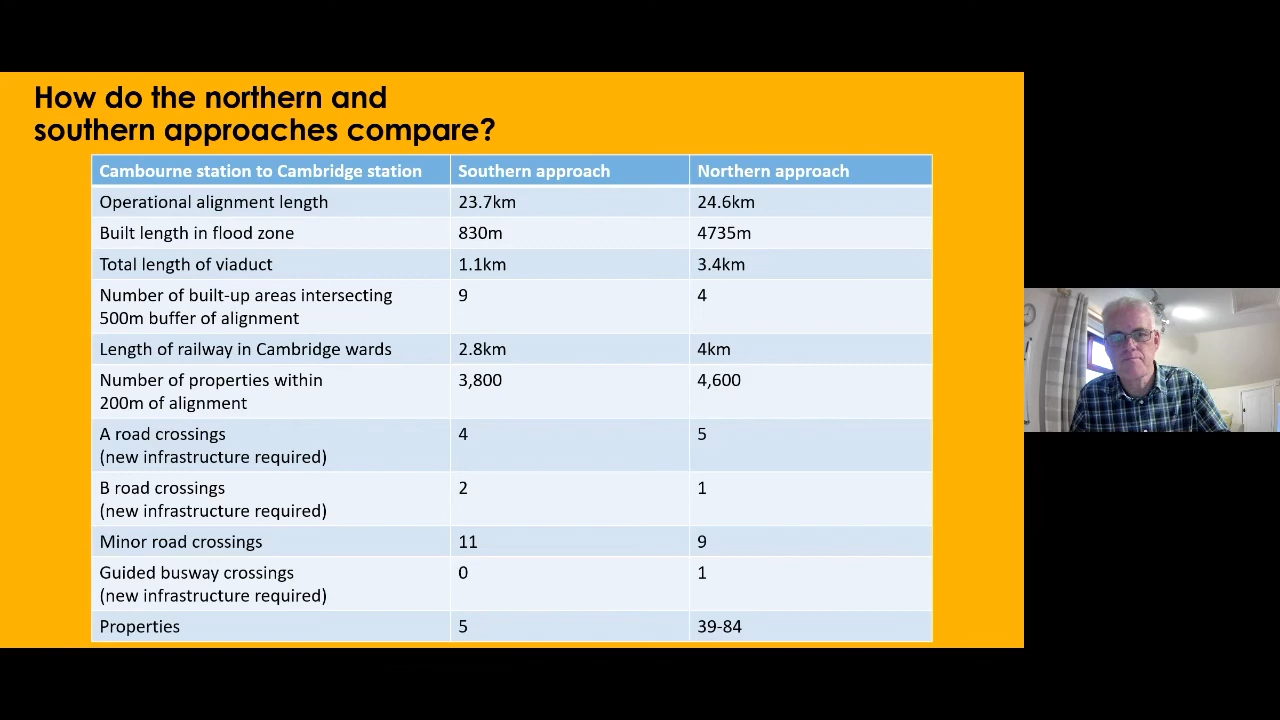 How do the northern and
southern approaches compare?
Cambourne station to Cambridge station Southern approach Northern approach
Operational alignment length 23.7km 24.6km
Built length in flood zone 830m 4735m
Total length of viaduct 1.1km 3.4km
Number of built-up areas intersecting 9 4
500m buffer of alignment
Length of railway in Cambridge wards 2.8km 4km
Number of properties within 3,800 4,600
200m of alignment
A road crossings 4 5
(new infrastructure required)
B road crossings 2 1
(new infrastructure required)
Minor road crossings 11 9
Guided busway crossings 0 1
(new infrastructure required)
Properties 5 39-84